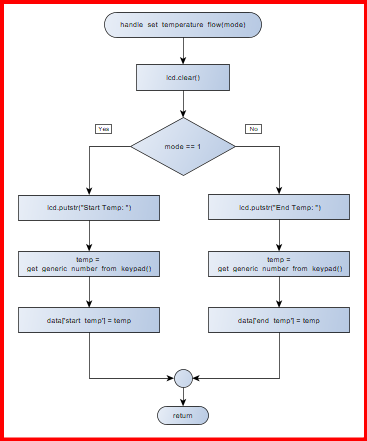 handle set temperature flow(mode)
lcd.clear()
Yes
No
mode == 1
lcd.putstr("Start Temp: ")
lcd.putstr("End Temp: ")
temp =
get generic number from keypad()
temp =
get generic number from keypad()
data['start temp'] = temp
data['end temp'] = temp
return